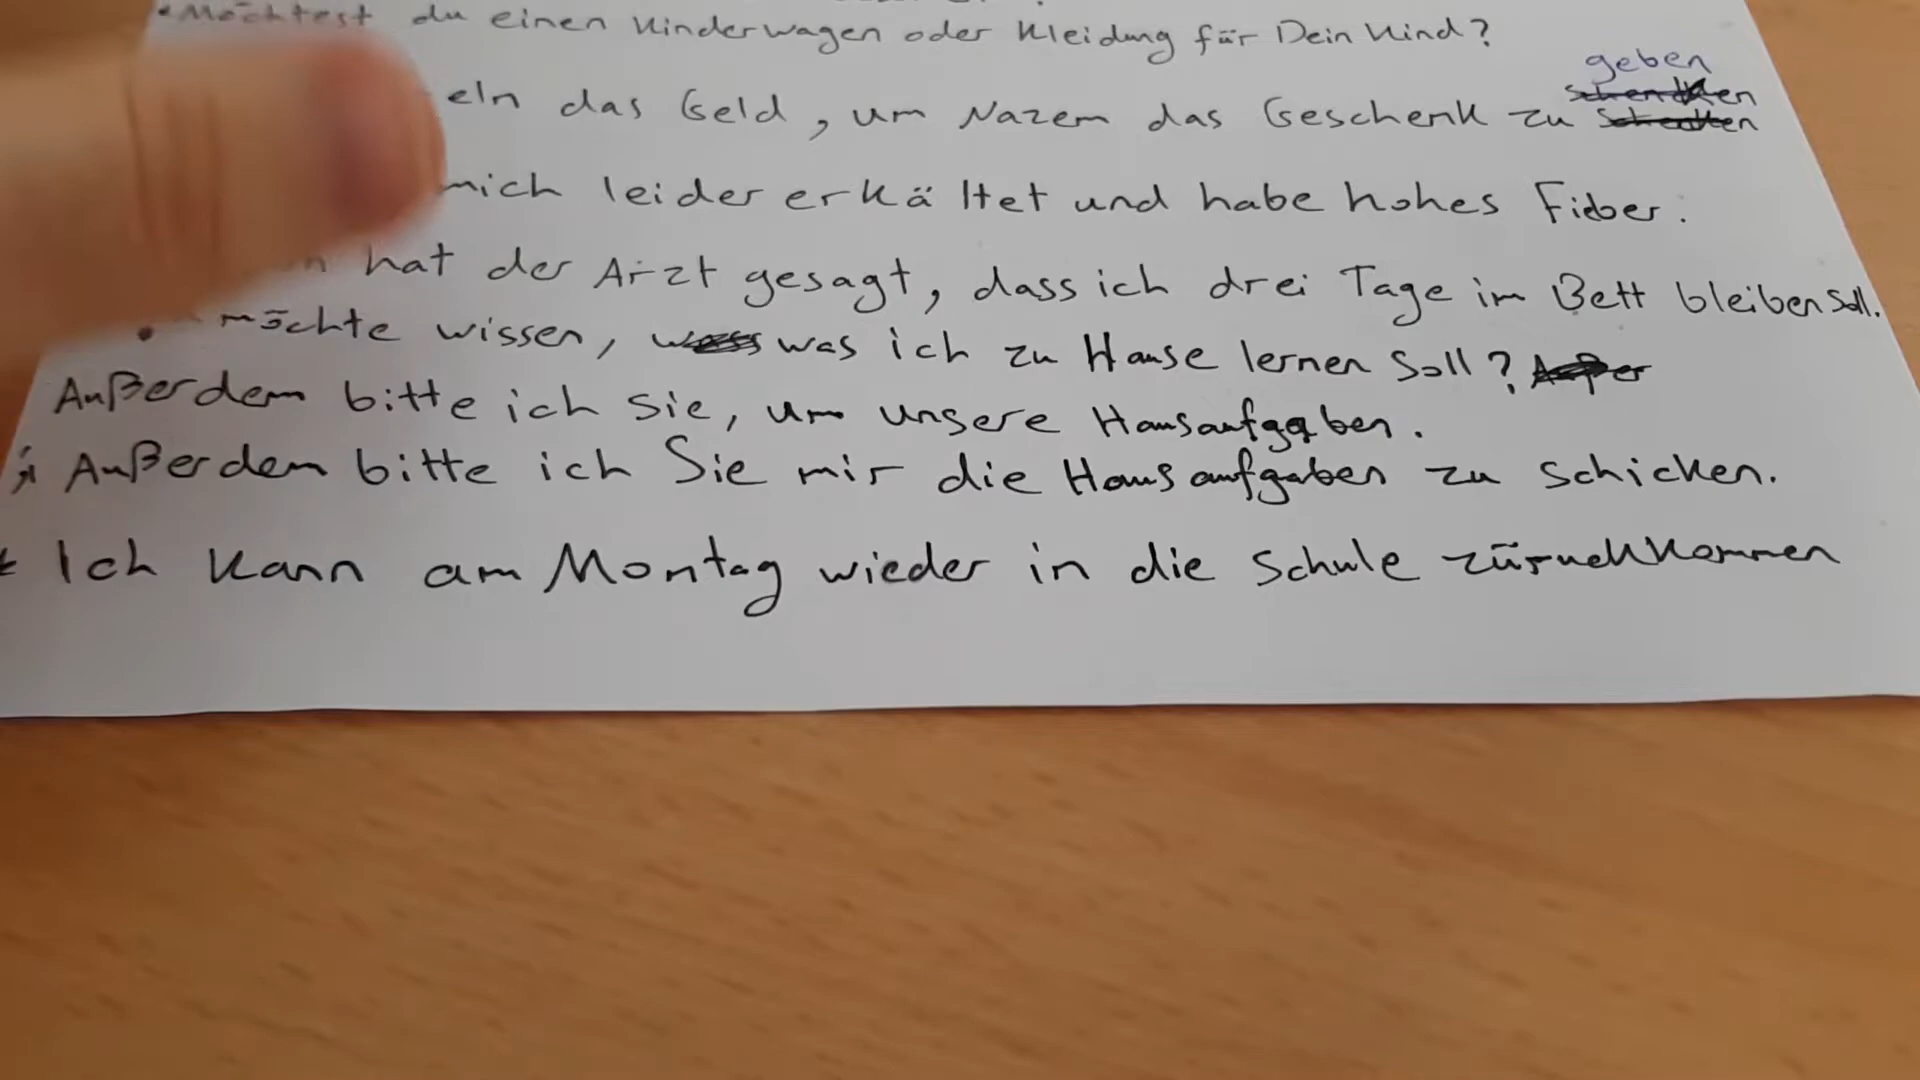 •Möchtest du einen Kinderwagen oder Kleidung für Dein Kind?
geben
eln das Geld, um Nazem das Geschenk zu
mich leider erkältet und habe hohes Fieber.
hat der Arzt gesagt, dass ich drei Tage im Bett bleiben soll.
• möchte wissen, was ich zu Hause lernen soll?
Außerdem bitte ich sie, um unsere Hausaufgaben.
Außerdem bitte ich Sie mir die Hausaufgaben zu schicken.
Ich kann am Montag wieder in die Schule züruckkommen